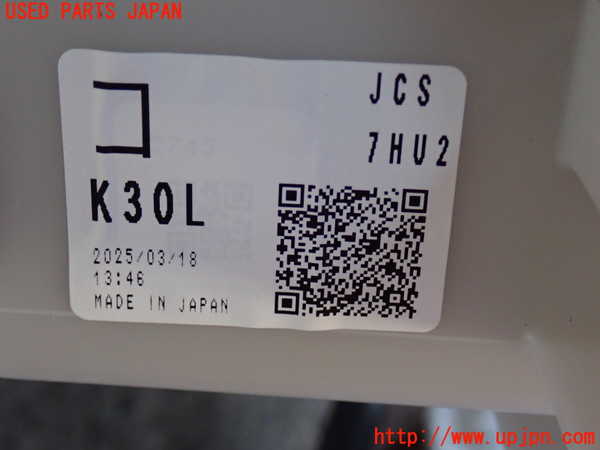 USED PARTS JAPAN
コ
JCS
7HU2
K30L
2025/03/18
13:46
MADE IN JAPAN
http://www.upjpn.com/